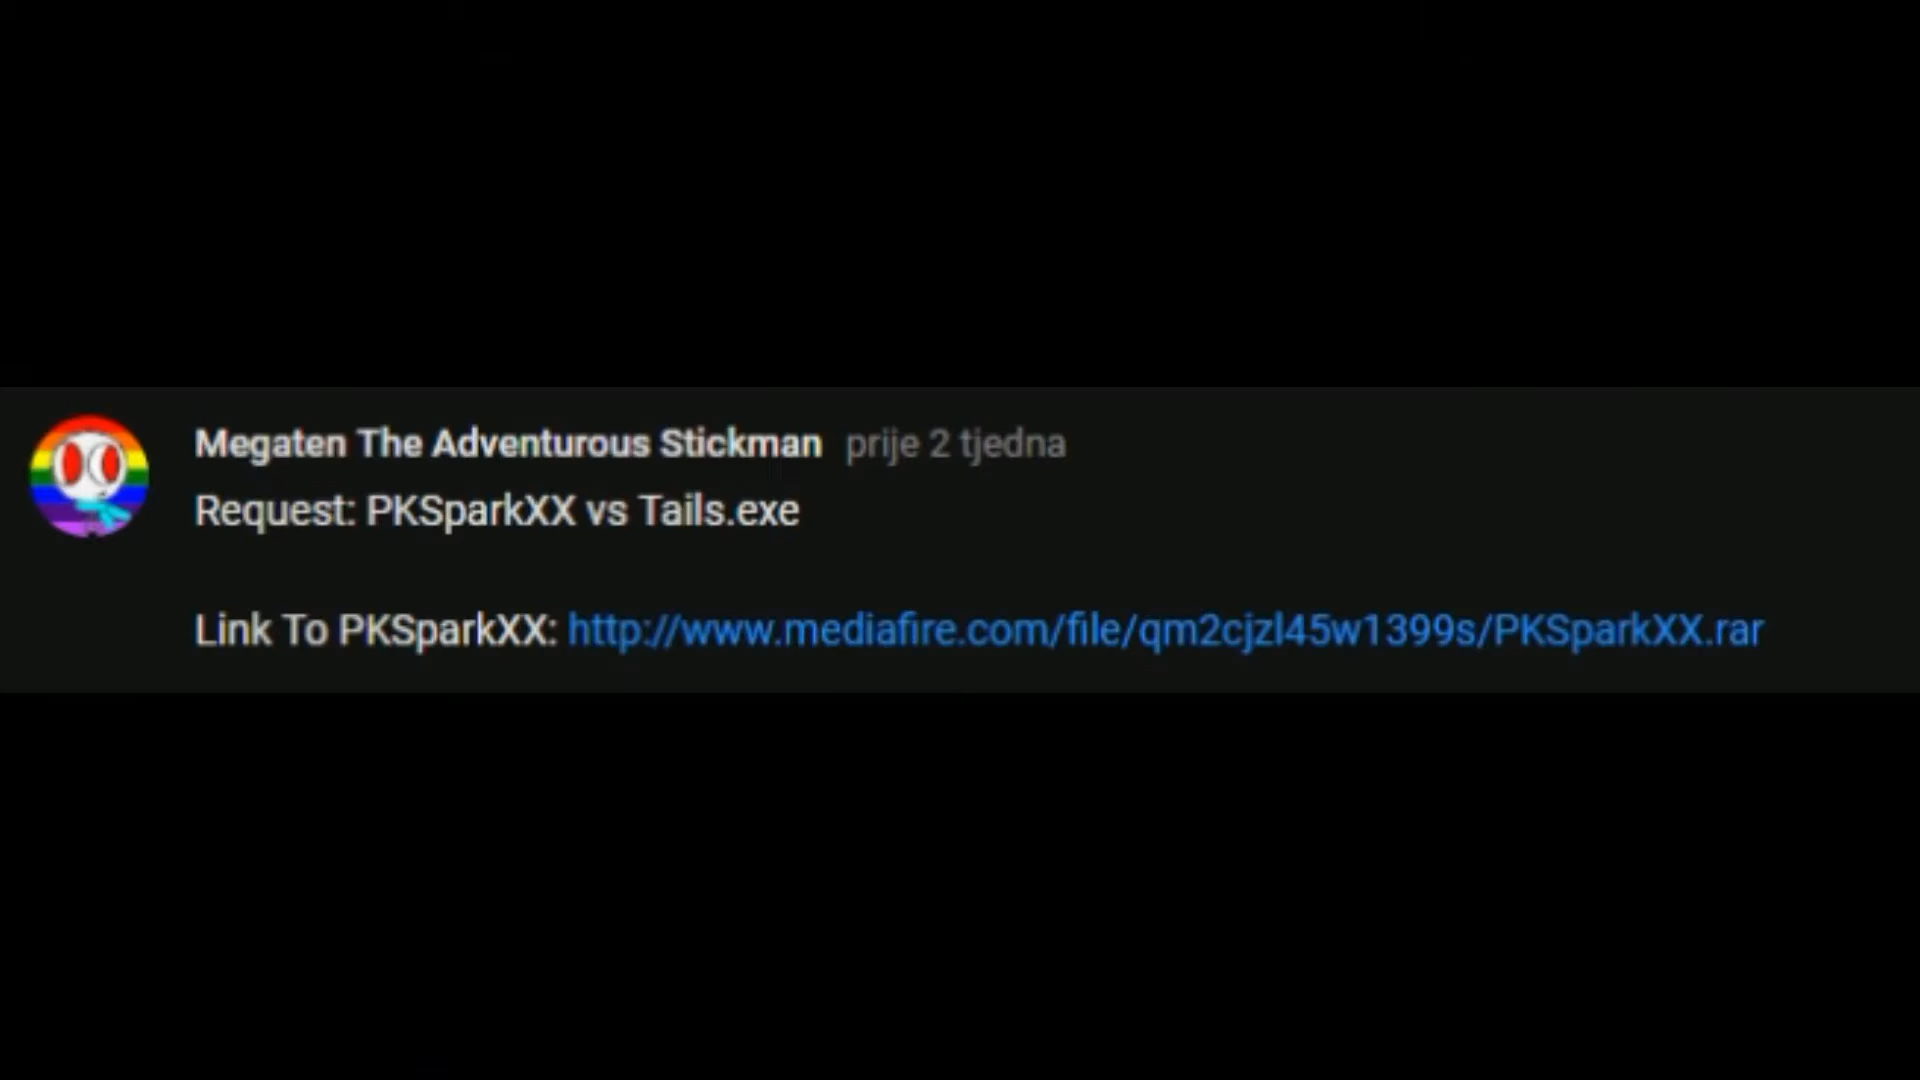 Megaten The Adventurous Stickman prije 2 tjedna
Request: PKSparkXX vs Tails.exe
Link To PKSparkXX: http://www.mediafire.com/file/qm2cjzl45w1399s/PKSparkXX.rar